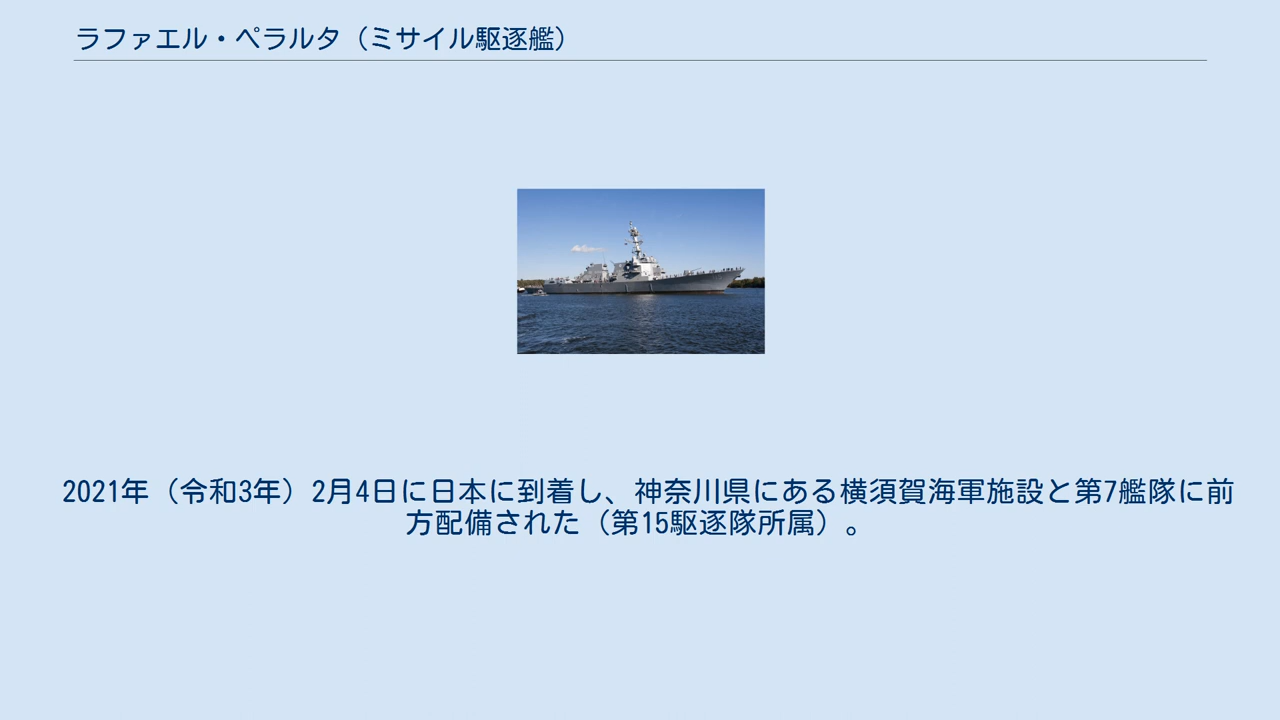 ラファエル・ペラルタ（ミサイル駆逐艦）
2021年（令和3年）2月4日に日本に到着し、神奈川県にある横須賀海軍施設と第7艦隊に前
方配備された（第15駆逐隊所属）。